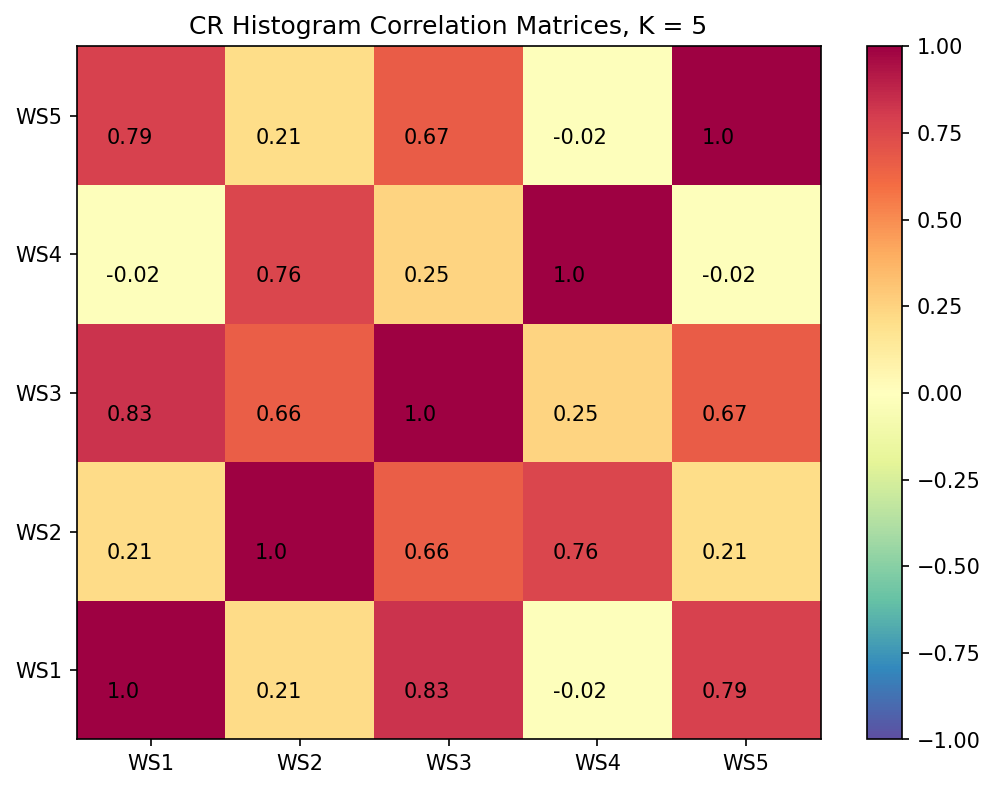 CR Histogram Correlation Matrices, K = 5
WS5 0.79 0.21 0.67 -0.02 1.0
WS4 -0.02 0.76 0.25 1.0 -0.02
WS3 0.83 0.66 1.0 0.25 0.67
WS2 0.21 1.0 0.66 0.76 0.21
WS1 1.0 0.21 0.83 -0.02 0.79
WS1 WS2 WS3 WS4 WS5
1.00
0.75
0.50
0.25
0.00
−0.25
−0.50
−0.75
−1.00